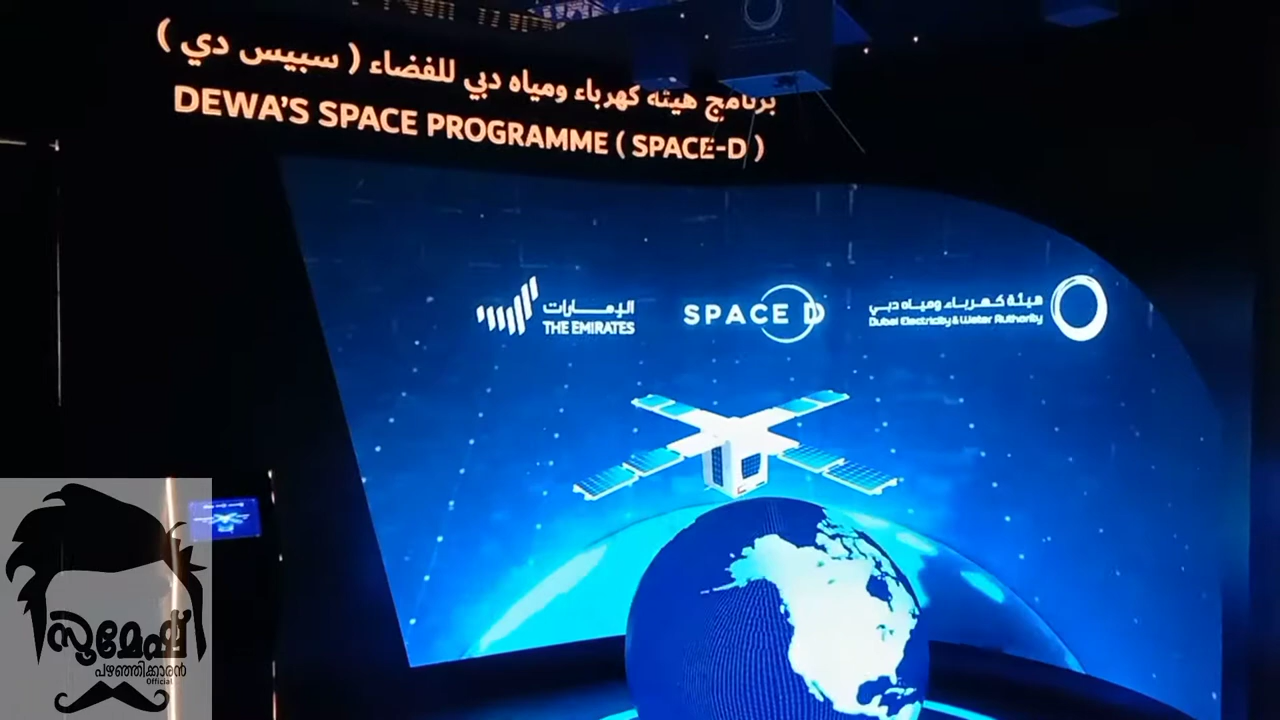 برنامج هيئة كهرباء ومياه دبي للفضاء ( سبيس دي )
DEWA'S SPACE PROGRAMME ( SPACE-D )
الإمارات
THE EMIRATES
SPACE D
هيئة كهرباء ومياه دبي
Dubai Electricity & Water Authority
സുമേഷ്
പഴഞ്ഞിക്കാരൻ
Official